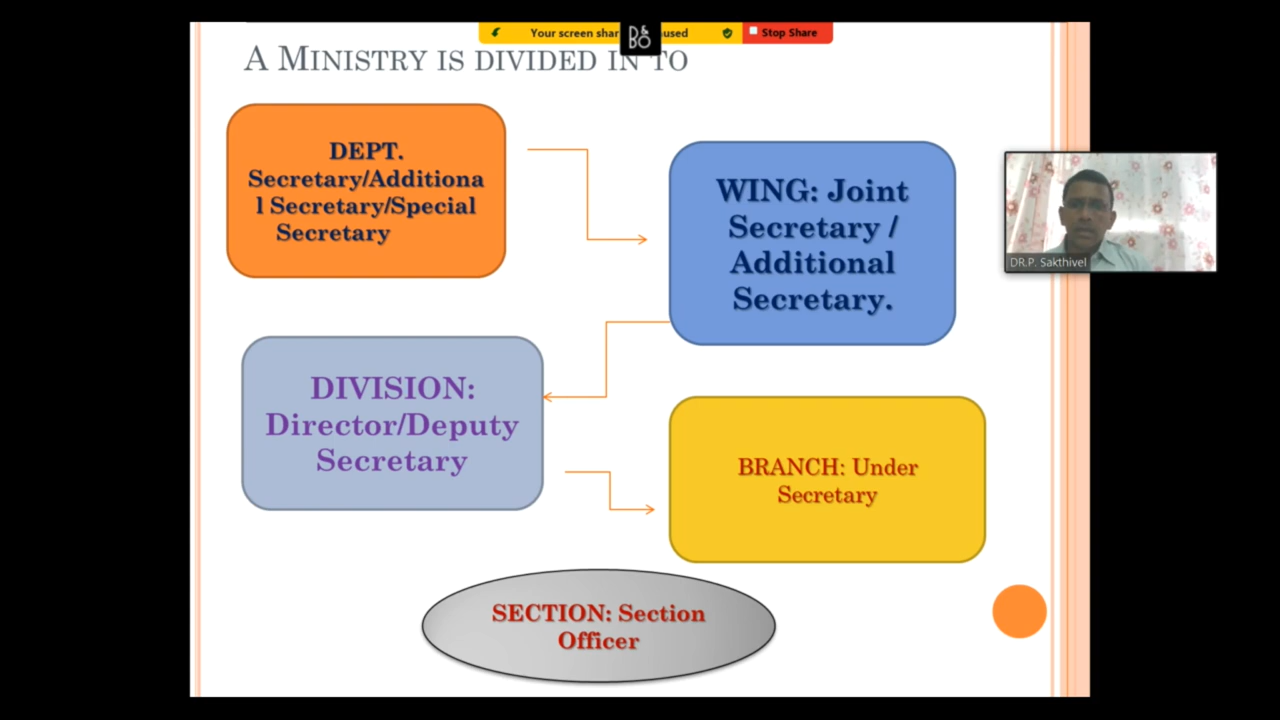 Your screen shar
used
Stop Share
B&
BO
A MINISTRY IS DIVIDED IN TO
DEPT.
Secretary/Additiona
l Secretary/Special
Secretary
WING: Joint
Secretary /
Additional
Secretary.
DR.P. Sakthivel
DIVISION:
Director/Deputy
Secretary
BRANCH: Under
Secretary
SECTION: Section
Officer